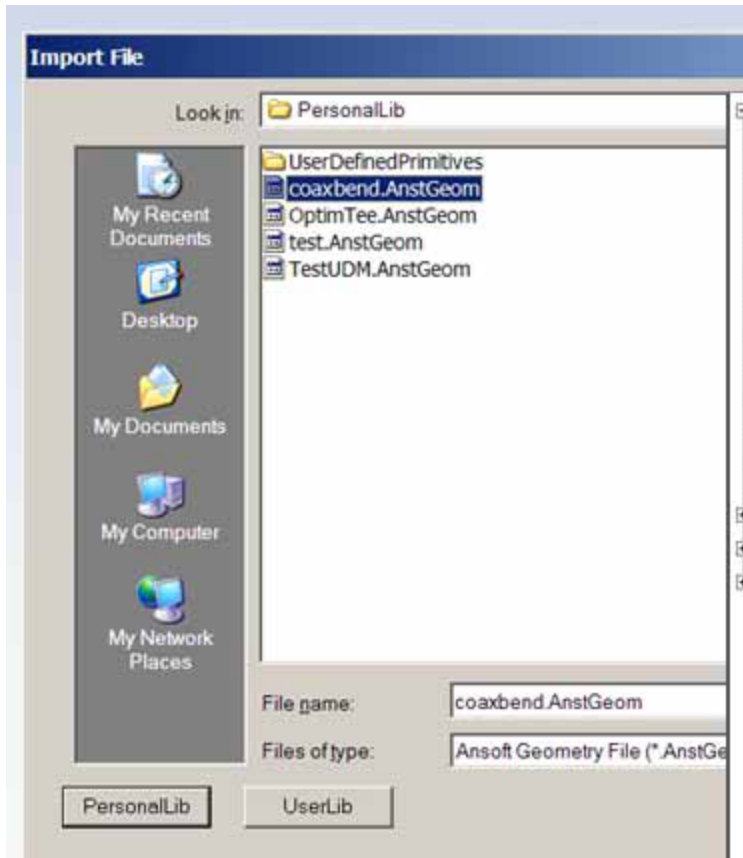 Import File
Look in:
PersonalLib
UserDefinedPrimitives
coaxbend.AnstGeom
OptimTee.AnstGeom
test.AnstGeom
TestUDM.AnstGeom
My Recent
Documents
Desktop
My Documents
My Computer
My Network
Places
File name:
coaxbend.AnstGeom
Files of type:
Ansoft Geometry File (*.AnstGe
PersonalLib
UserLib